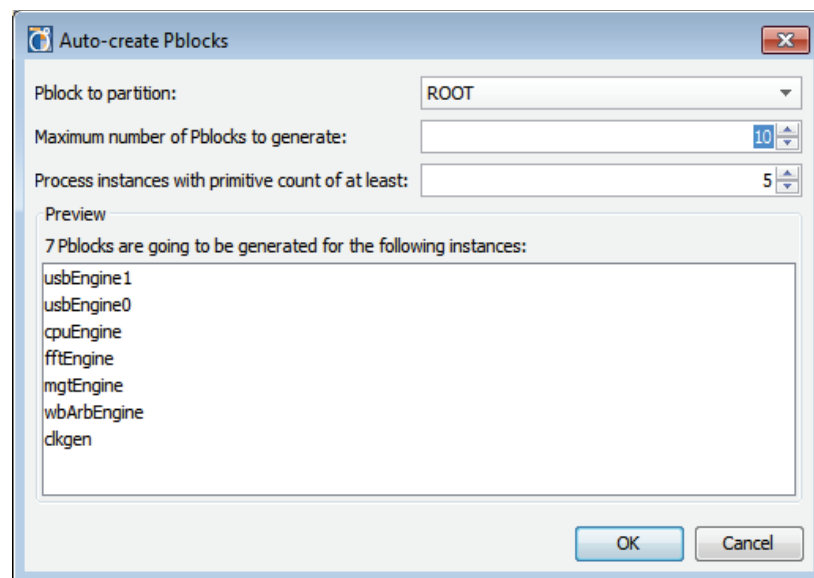 Auto-create Pblocks
Pblock to partition: ROOT
Maximum number of Pblocks to generate: 10
Process instances with primitive count of at least: 5
Preview
7 Pblocks are going to be generated for the following instances:
usbEngine1
usbEngine0
cpuEngine
fftEngine
mgtEngine
wbArbEngine
clkgen
OK Cancel